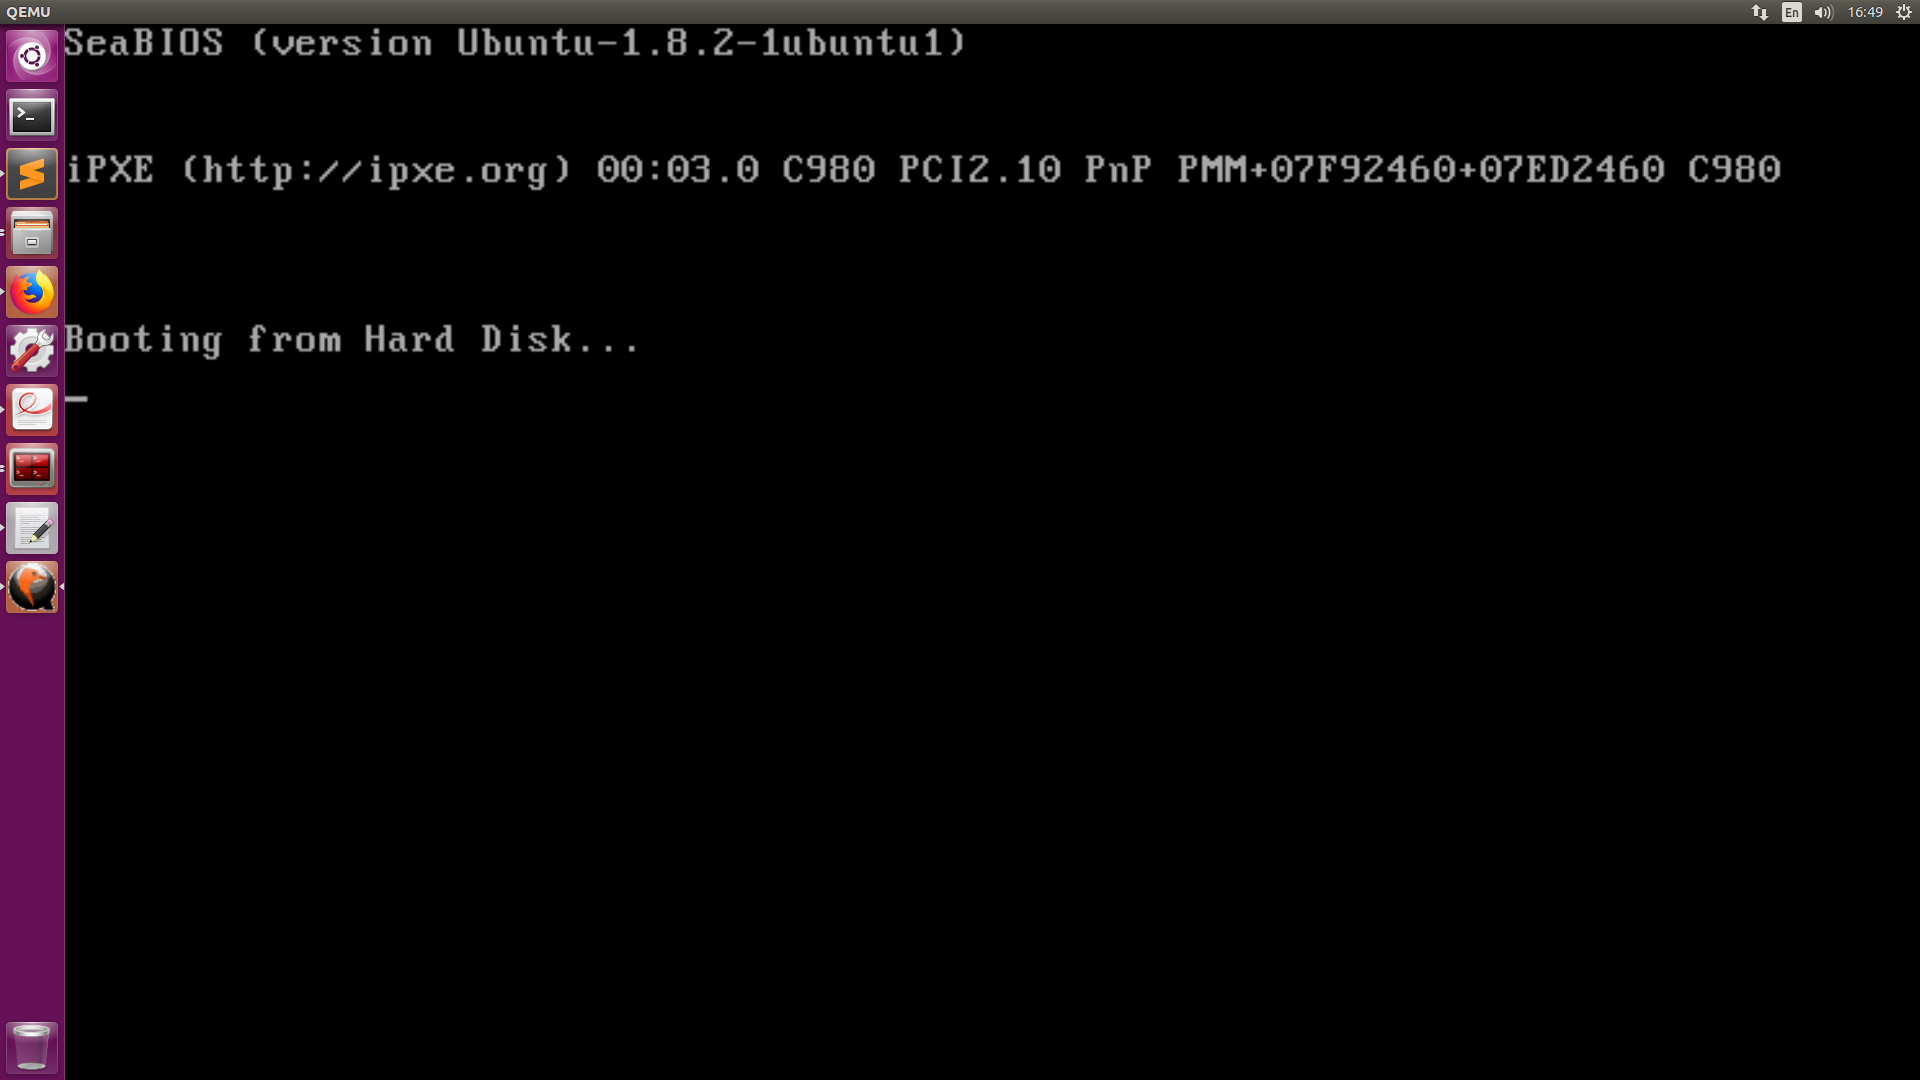 QEMU
En
16:49
SeaBIOS (version Ubuntu-1.8.2-1ubuntu1)
iPXE (http://ipxe.org) 00:03.0 C980 PCI2.10 PnP PMM+07F92460+07ED2460 C980
Booting from Hard Disk...